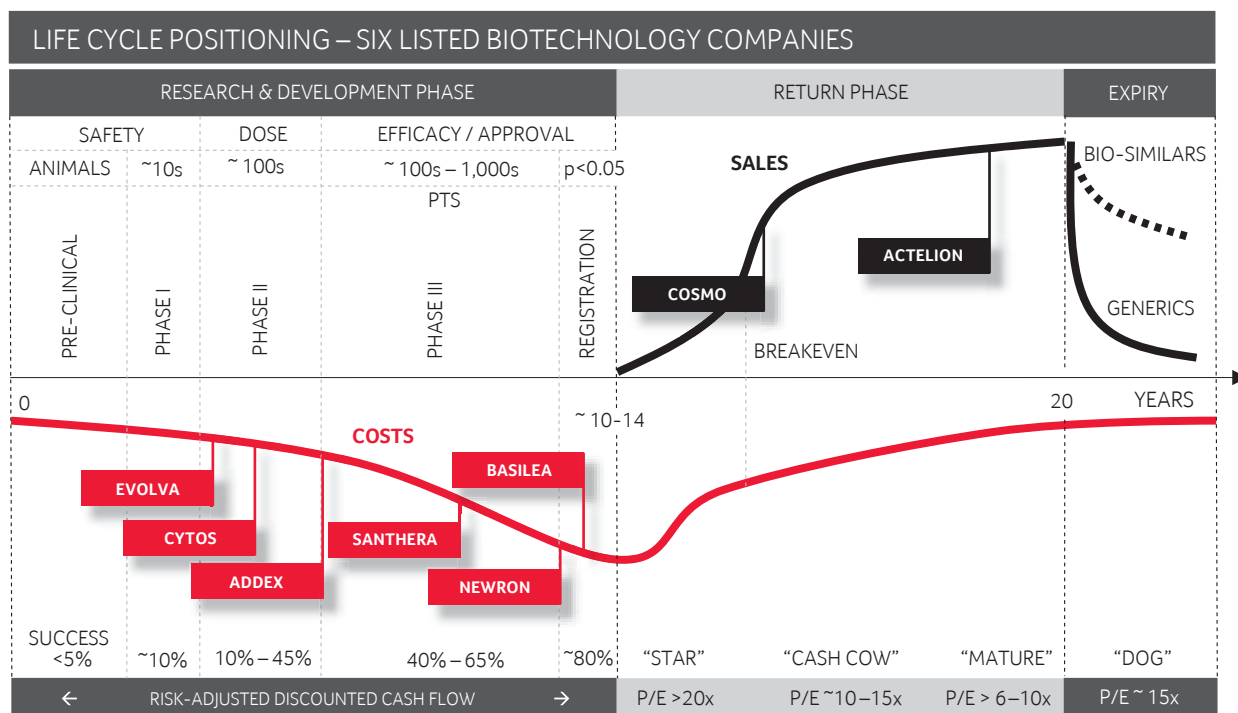 LIFE CYCLE POSITIONING – SIX LISTED BIOTECHNOLOGY COMPANIES
RESEARCH & DEVELOPMENT PHASE
RETURN PHASE
EXPIRY
SAFETY
DOSE
EFFICACY / APPROVAL
ANIMALS
~10s
~ 100s
~ 100s – 1,000s
p<0.05
PTS
PRE-CLINICAL
PHASE I
PHASE II
PHASE III
REGISTRATION
SALES
BIO-SIMILARS
ACTELION
COSMO
GENERICS
BREAKEVEN
0
~ 10-14
20
YEARS
COSTS
BASILEA
EVOLVA
CYTOS
SANTHERA
ADDEX
NEWRON
SUCCESS
<5%
~10%
10% – 45%
40% – 65%
~80%
"STAR"
"CASH COW"
"MATURE"
"DOG"
← RISK-ADJUSTED DISCOUNTED CASH FLOW →
P/E >20x
P/E ~10–15x
P/E > 6–10x
P/E ~ 15x